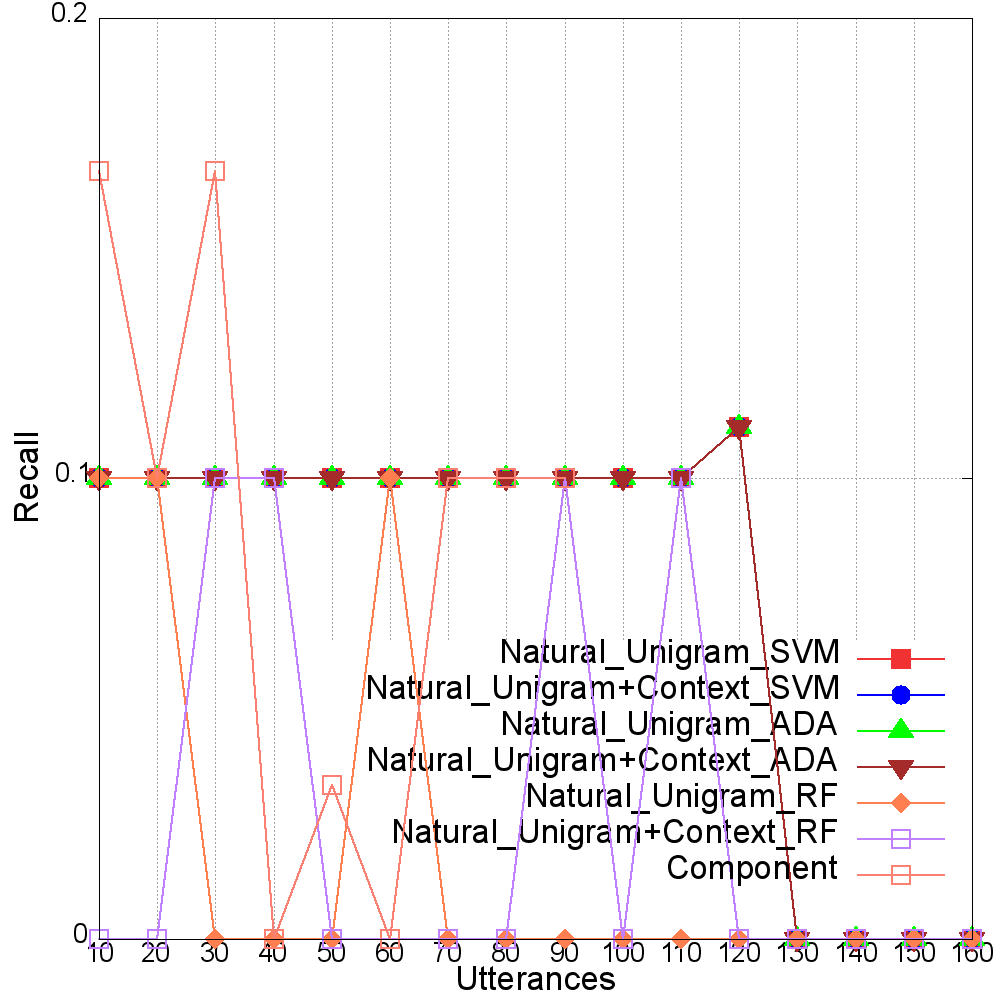 0.2
0.1
0
Recall
Natural_Unigram_SVM
Natural_Unigram+Context_SVM
Natural_Unigram_ADA
Natural_Unigram+Context_ADA
Natural_Unigram_RF
Natural_Unigram+Context_RF
Component
10 20 30 40 50 60 70 80 90 100 110 120 130 140 150 160
Utterances